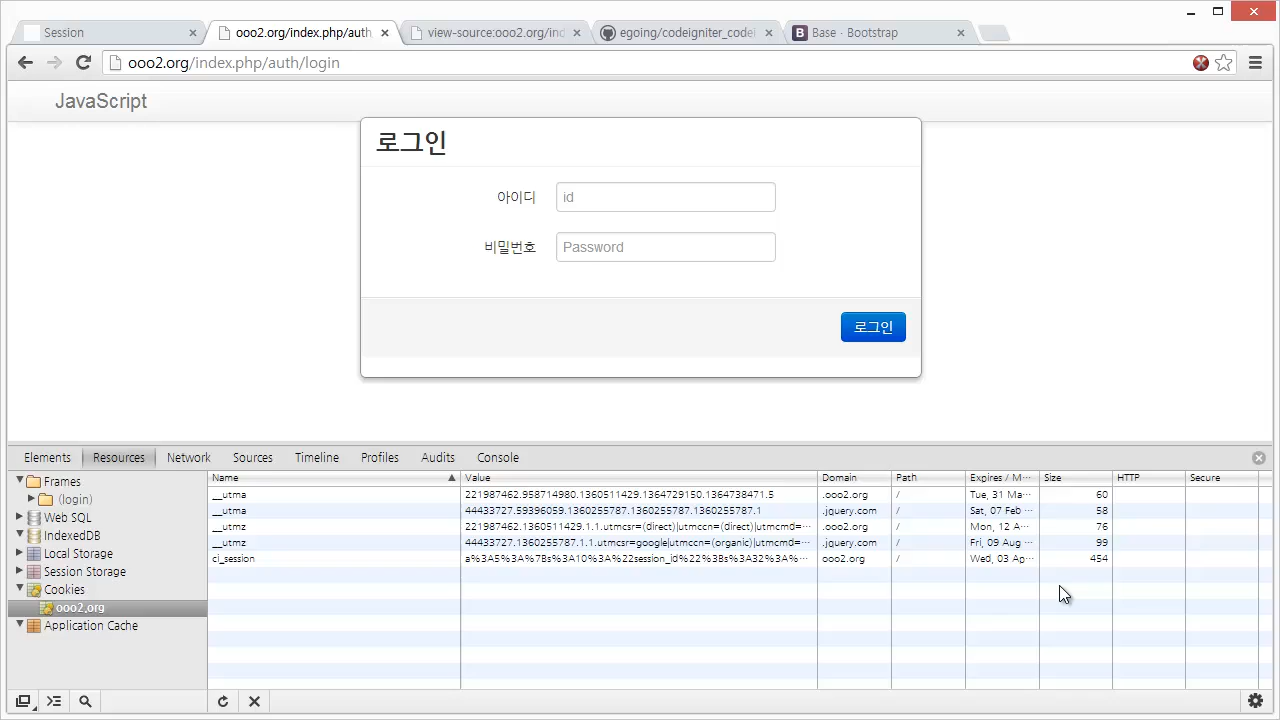 Session
ooo2.org/index.php/auth
view-source:ooo2.org/ind
egoing/codeigniter_codei
B Base · Bootstrap
ooo2.org/index.php/auth/login
JavaScript
로그인
아이디 id
비밀번호 Password
로그인
Elements Resources Network Sources Timeline Profiles Audits Console
Frames
(login)
Web SQL
IndexedDB
Local Storage
Session Storage
Cookies
ooo2.org
Application Cache
Name Value Domain Path Expires / M… Size HTTP Secure
__utma 221987462.958714980.1360511429.1364729150.1364738471.5 .ooo2.org / Tue, 31 Ma… 60
__utma 44433727.59396059.1360255787.1360255787.1360255787.1 .jquery.com / Sat, 07 Feb … 58
__utmz 221987462.1360511429.1.1.utmcsr=(direct)|utmccn=(direct)|utmcmd=… .ooo2.org / Mon, 12 A… 76
__utmz 44433727.1360255787.1.1.utmcsr=google|utmccn=(organic)|utmcmd=… .jquery.com / Fri, 09 Aug … 99
ci_session a%3A5%3A%7Bs%3A10%3A%22session_id%22%3Bs%3A32%3A%… ooo2.org / Wed, 03 Ap… 454